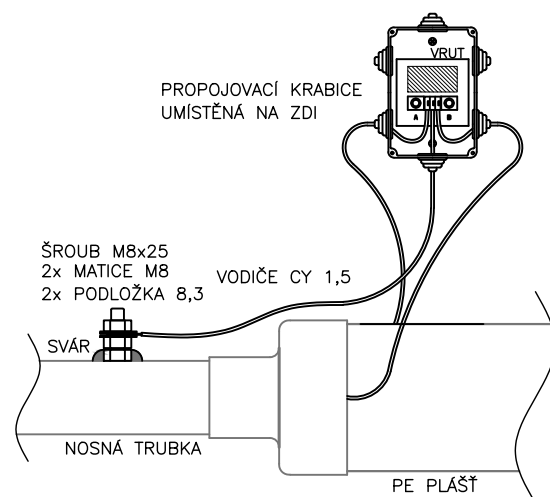 VRUT
PROPOJOVACÍ KRABICE
UMÍSTĚNÁ NA ZDI
A B
ŠROUB M8x25
2x MATICE M8
2x PODLOŽKA 8,3
VODIČE CY 1,5
SVÁR
NOSNÁ TRUBKA
PE PLÁŠŤ